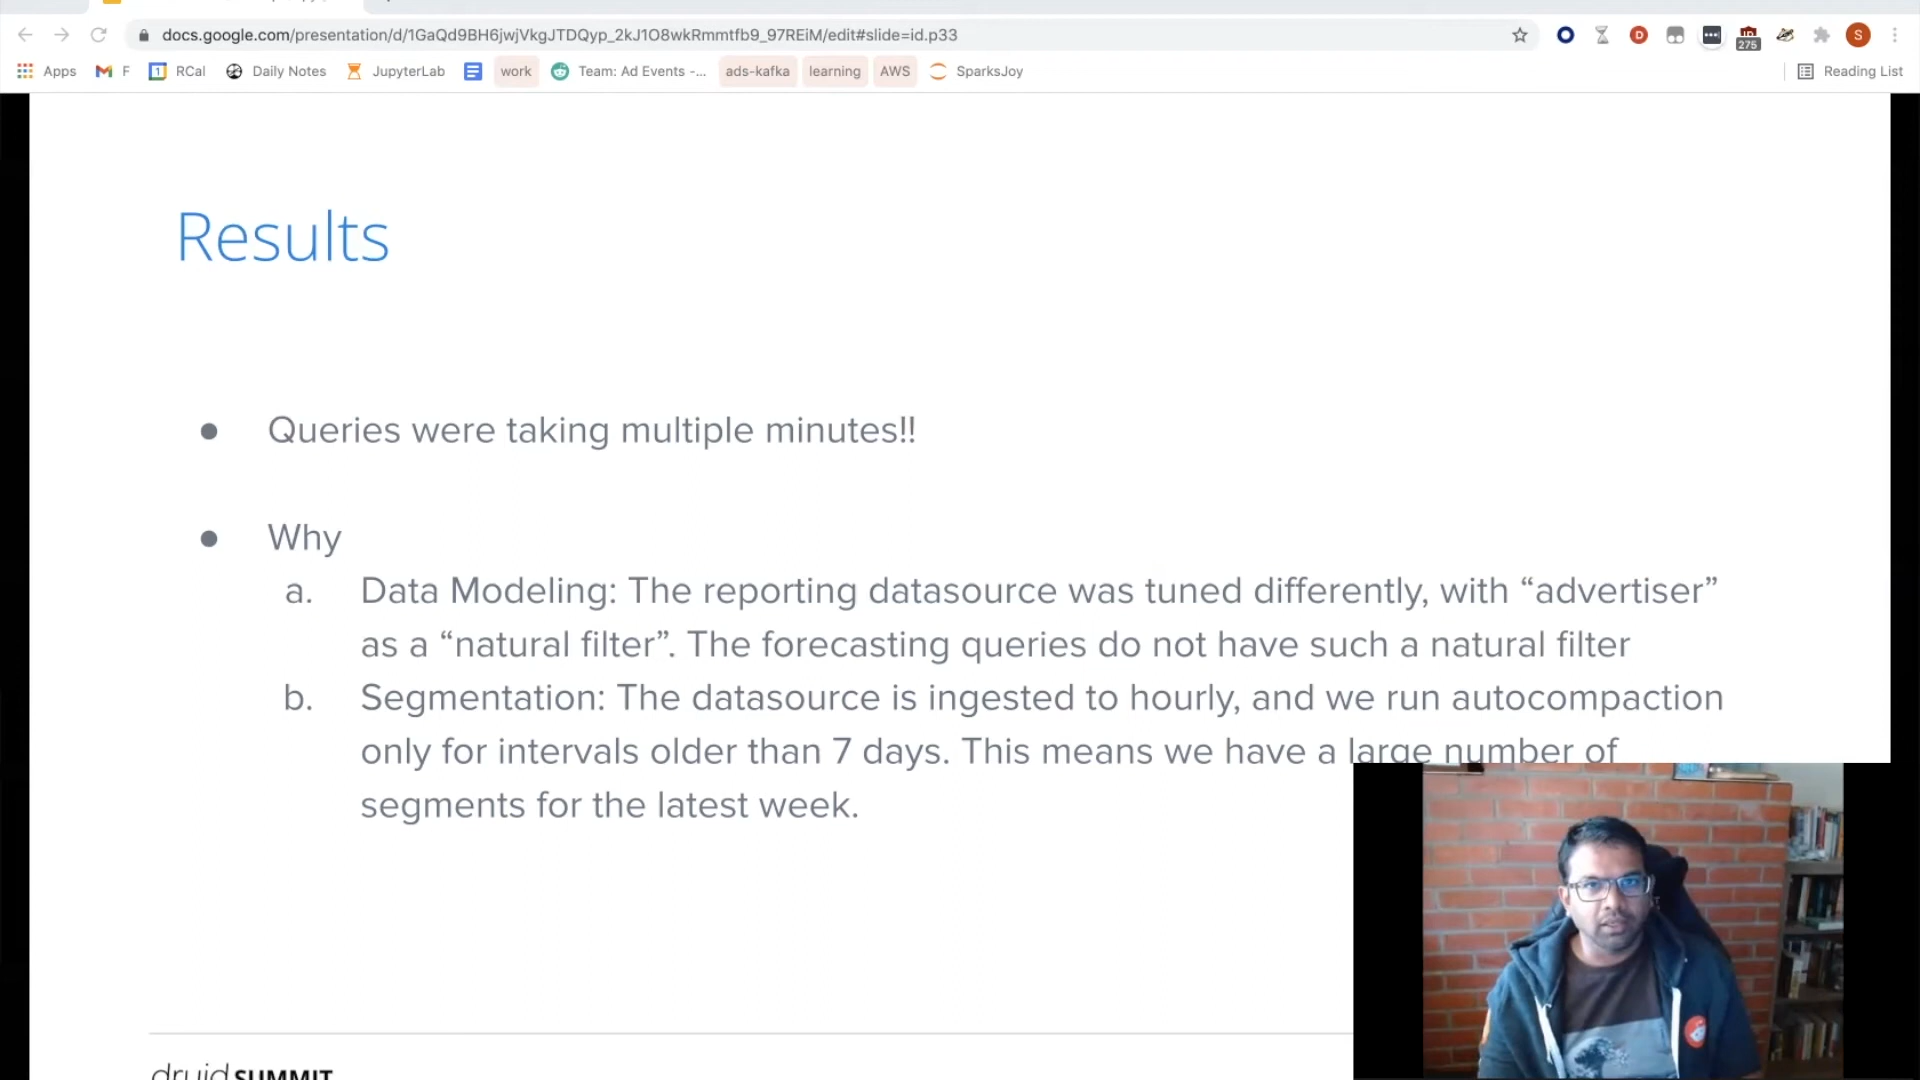 docs.google.com/presentation/d/1GaQd9BH6jwjVkgJTDQyp_2kJ1O8wkRmmtfb9_97REiM/edit#slide=id.p33
D
275
S
Apps F RCal Daily Notes JupyterLab work Team: Ad Events -... ads-kafka learning AWS SparksJoy Reading List
Results
● Queries were taking multiple minutes!!
● Why
a. Data Modeling: The reporting datasource was tuned differently, with “advertiser”
as a “natural filter”. The forecasting queries do not have such a natural filter
b. Segmentation: The datasource is ingested to hourly, and we run autocompaction
only for intervals older than 7 days. This means we have a large number of
segments for the latest week.
druid SUMMIT